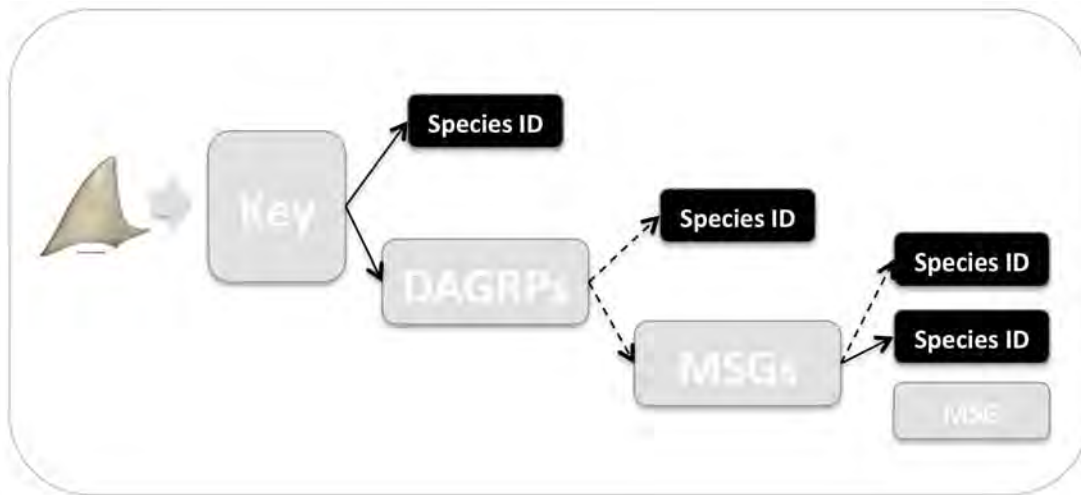 Species ID
Key
Species ID
DAGRPs
Species ID
MSGs
Species ID
MSG